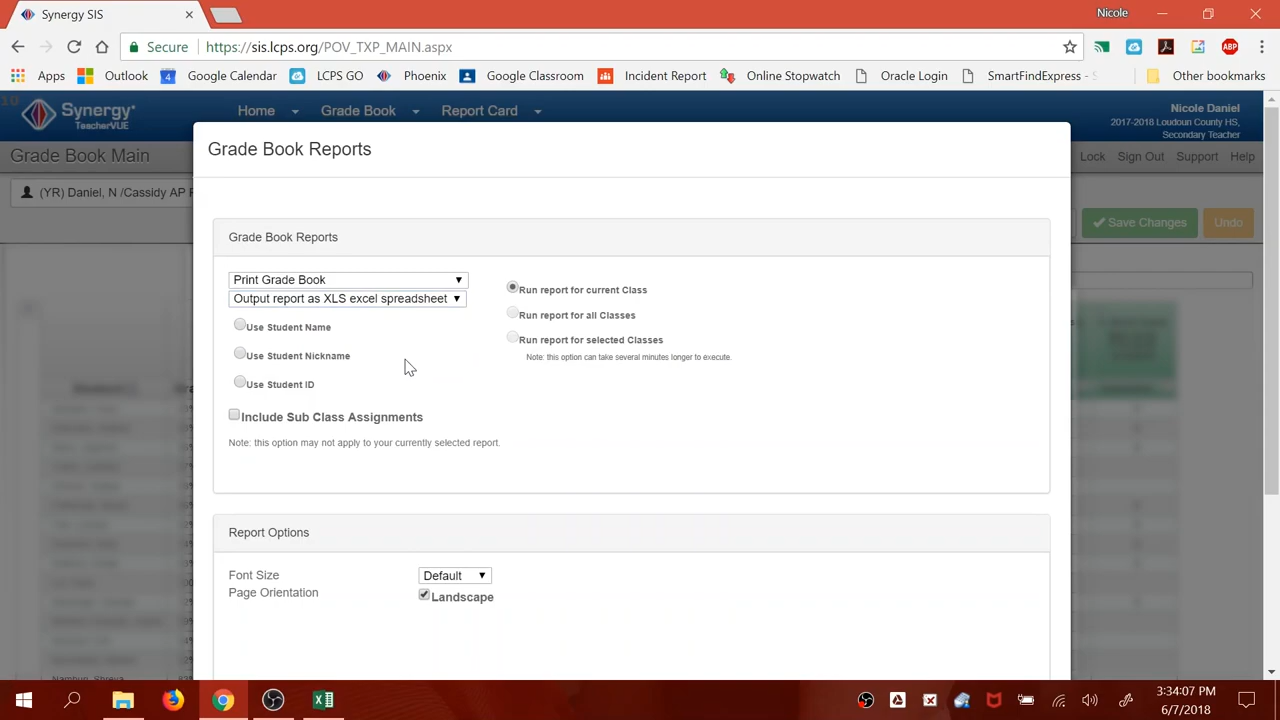 Synergy SIS
Nicole
Secure
https://sis.lcps.org/POV_TXP_MAIN.aspx
ABP
Apps
Outlook
4
Google Calendar
LCPS GO
Phoenix
Google Classroom
Incident Report
Online Stopwatch
Oracle Login
SmartFindExpress -
Other bookmarks
10
Synergy
TeacherVUE
Home
Grade Book
Report Card
Nicole Daniel
2017-2018 Loudoun County HS,
Secondary Teacher
Grade Book Main
Lock
Sign Out
Support
Help
(YR) Daniel, N /Cassidy AP
Save Changes
Undo
Grade Book Reports
Grade Book Reports
Print Grade Book
Output report as XLS excel spreadsheet
Use Student Name
Use Student Nickname
Use Student ID
Include Sub Class Assignments
Note: this option may not apply to your currently selected report.
Run report for current Class
Run report for all Classes
Run report for selected Classes
Note: this option can take several minutes longer to execute.
Report Options
Font Size
Default
Page Orientation
Landscape
3:34:07 PM
6/7/2018